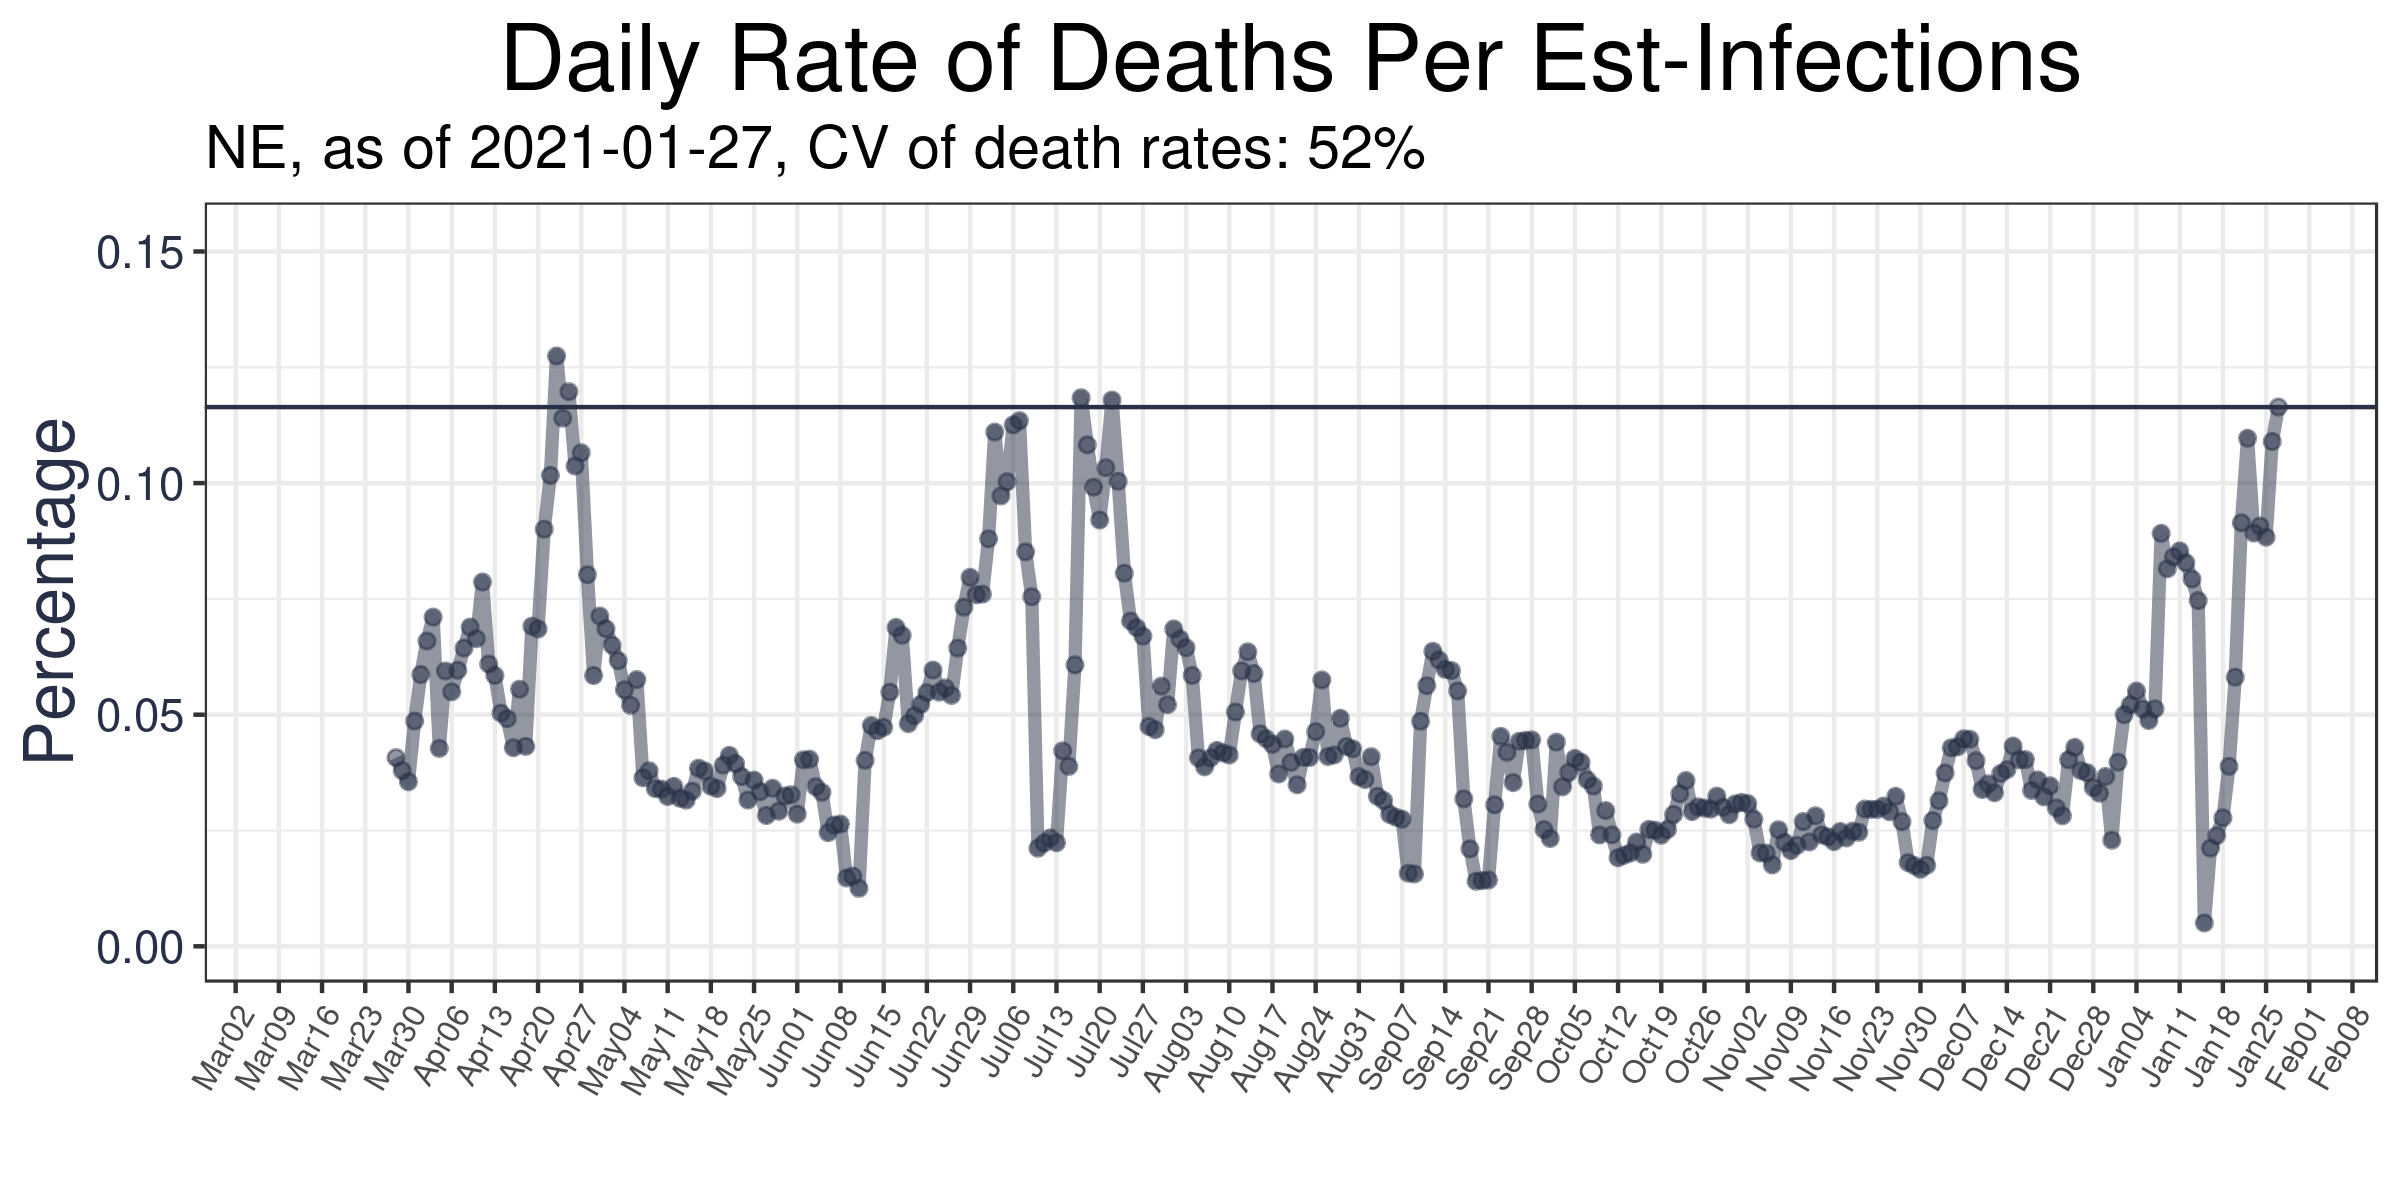 Daily Rate of Deaths Per Est-Infections
NE, as of 2021-01-27, CV of death rates: 52%
Percentage
0.15
0.10
0.05
0.00
Mar02
Mar09
Mar16
Mar23
Mar30
Apr06
Apr13
Apr20
Apr27
May04
May11
May18
May25
Jun01
Jun08
Jun15
Jun22
Jun29
Jul06
Jul13
Jul20
Jul27
Aug03
Aug10
Aug17
Aug24
Aug31
Sep07
Sep14
Sep21
Sep28
Oct05
Oct12
Oct19
Oct26
Nov02
Nov09
Nov16
Nov23
Nov30
Dec07
Dec14
Dec21
Dec28
Jan04
Jan11
Jan18
Jan25
Feb01
Feb08